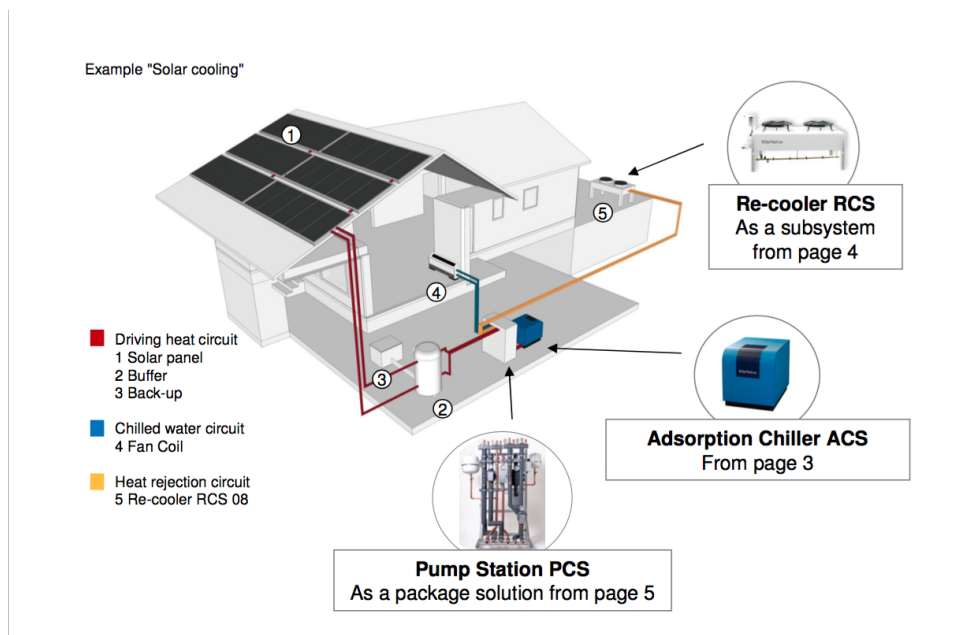 Example "Solar cooling"
1
Re-cooler RCS
As a subsystem
from page 4
5
4
Driving heat circuit
1 Solar panel
2 Buffer
3 Back-up
3
2
Chilled water circuit
4 Fan Coil
Adsorption Chiller ACS
From page 3
Heat rejection circuit
5 Re-cooler RCS 08
Pump Station PCS
As a package solution from page 5